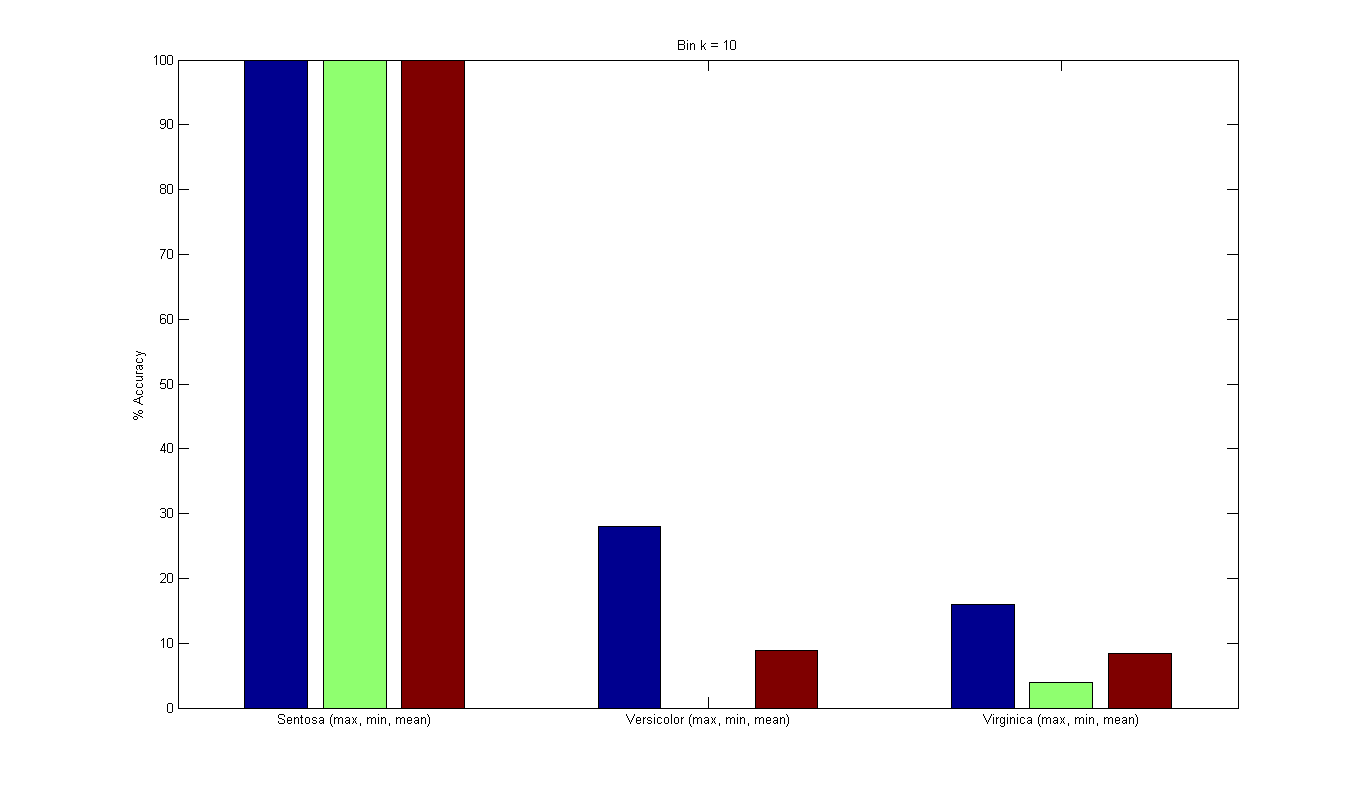 Bin k = 10
100
90
80
70
60
50
40
30
20
10
0
% Accuracy
Sentosa (max, min, mean)
Versicolor (max, min, mean)
Virginica (max, min, mean)